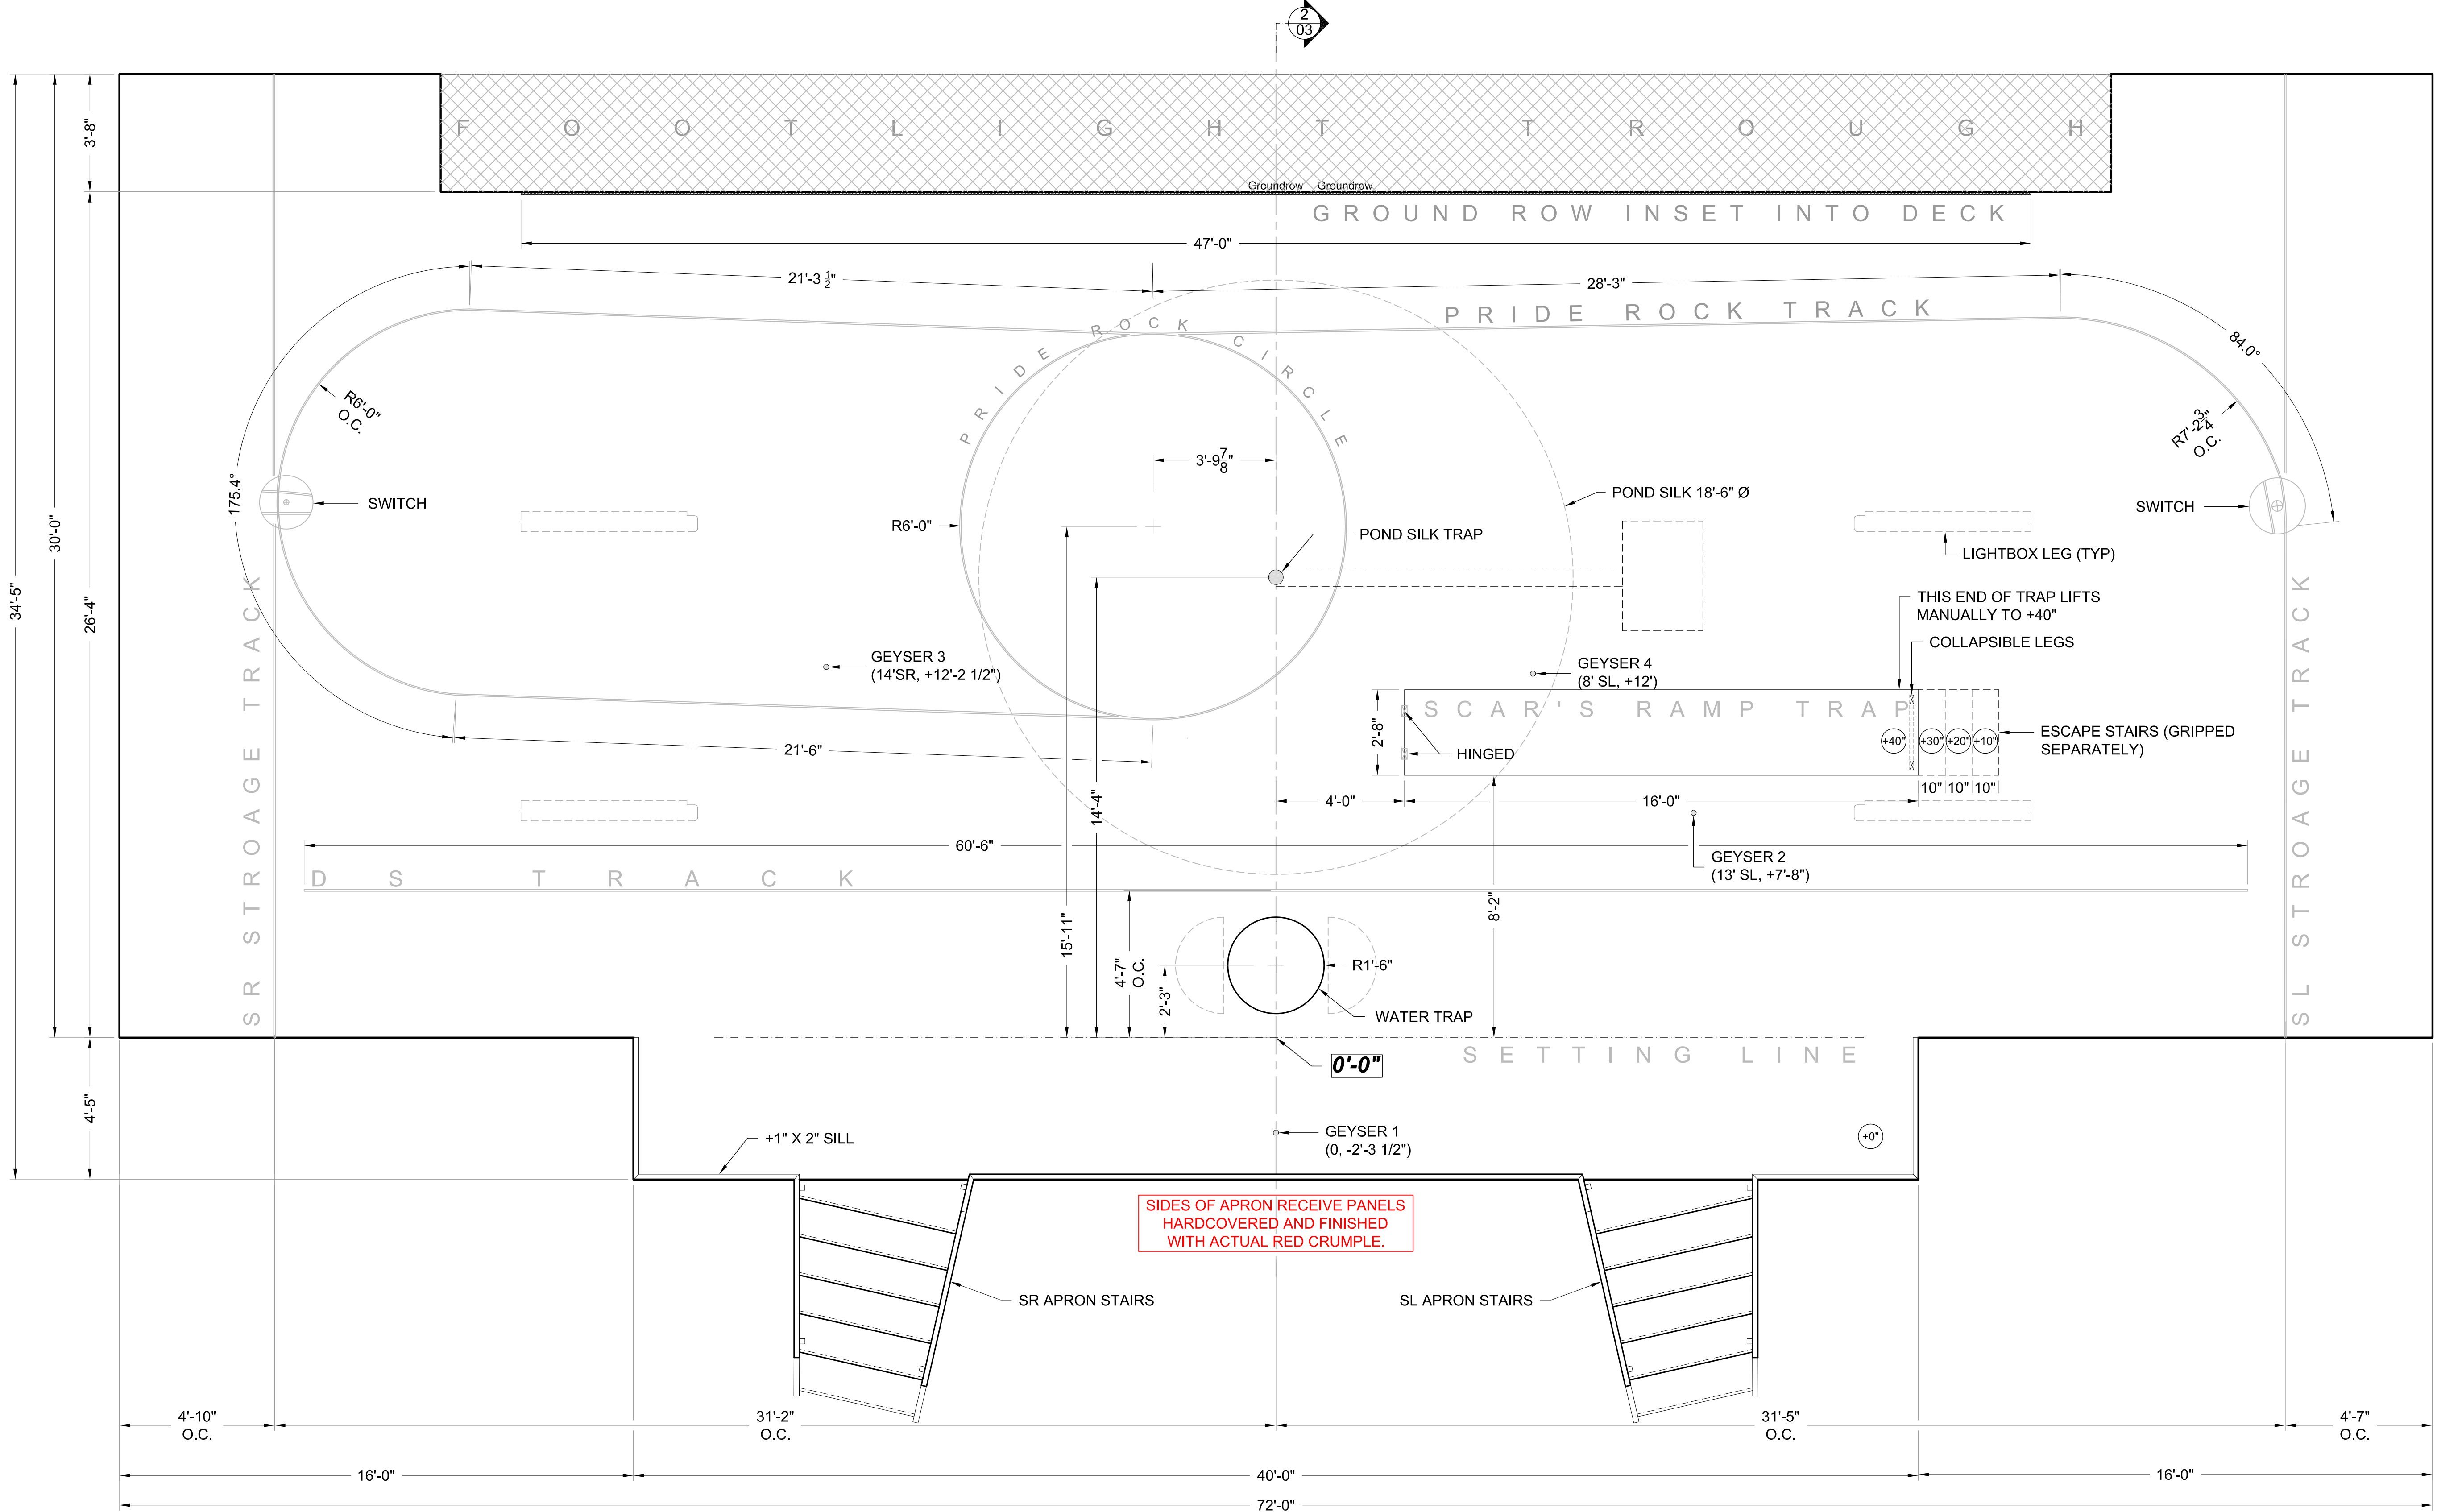 2
03
FOOTLIGHT TROUGH
3'-8"
Groundrow Groundrow
GROUND ROW INSET INTO DECK
47'-0"
21'-3 1/2"
28'-3"
PRIDE ROCK TRACK
PRIDE ROCK CIRCLE
84.0°
R6'-0"
O.C.
R7'-2 3/4"
O.C.
3'-9 7/8"
175.4°
SWITCH
POND SILK 18'-6" Ø
SWITCH
R6'-0"
POND SILK TRAP
30'-0"
LIGHTBOX LEG (TYP)
34'-5"
26'-4"
THIS END OF TRAP LIFTS
MANUALLY TO +40"
COLLAPSIBLE LEGS
GEYSER 3
(14'SR, +12'-2 1/2")
GEYSER 4
(8' SL, +12')
SCAR'S RAMP TRAP
2'-8"
HINGED
+40"
+30"
+20"
+10"
ESCAPE STAIRS (GRIPPED
SEPARATELY)
21'-6"
10" 10" 10"
4'-0"
16'-0"
14'-4"
60'-6"
GEYSER 2
(13' SL, +7'-8")
DS TRACK
SR STROAGE TRACK
SL STROAGE TRACK
15'-11"
8'-2"
4'-7"
O.C.
2'-3"
R1'-6"
WATER TRAP
SETTING LINE
0'-0"
4'-5"
+1" X 2" SILL
GEYSER 1
(0, -2'-3 1/2")
+0"
SIDES OF APRON RECEIVE PANELS
HARDCOVERED AND FINISHED
WITH ACTUAL RED CRUMPLE.
SR APRON STAIRS
SL APRON STAIRS
4'-10"
O.C.
31'-2"
O.C.
31'-5"
O.C.
4'-7"
O.C.
16'-0"
40'-0"
16'-0"
72'-0"